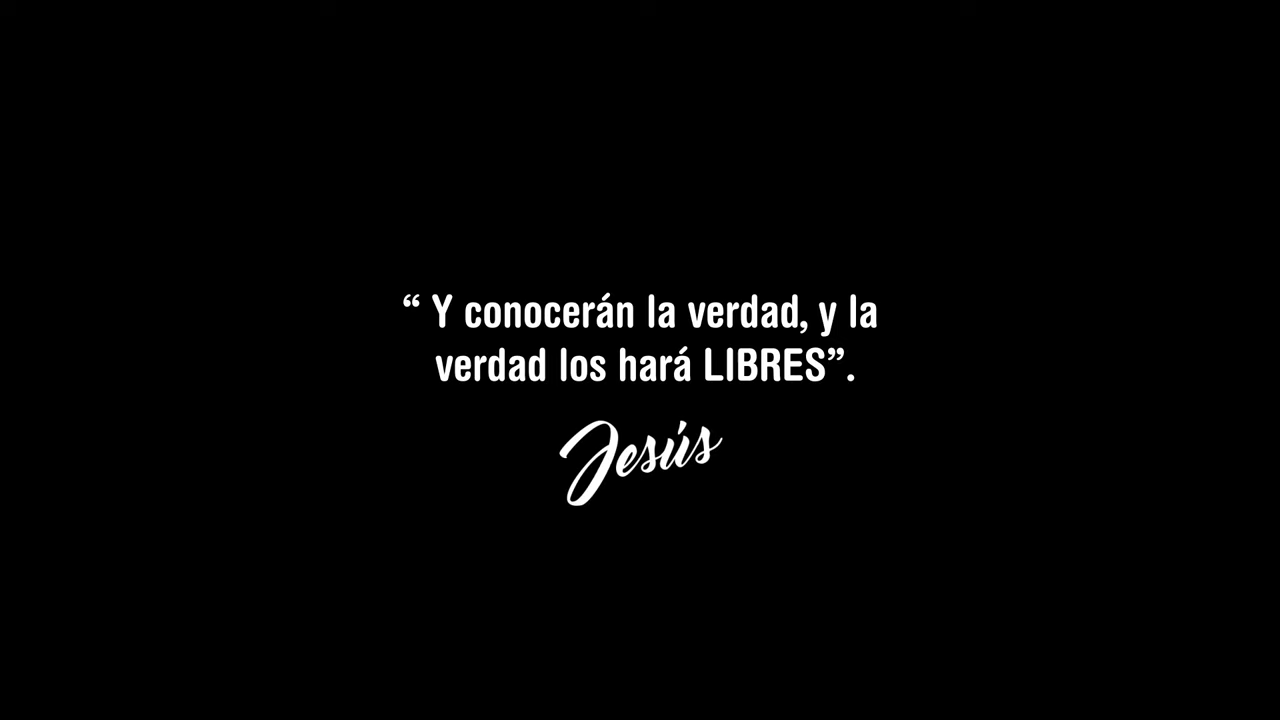 “ Y conocerán la verdad, y la
verdad los hará LIBRES”.
Jesús